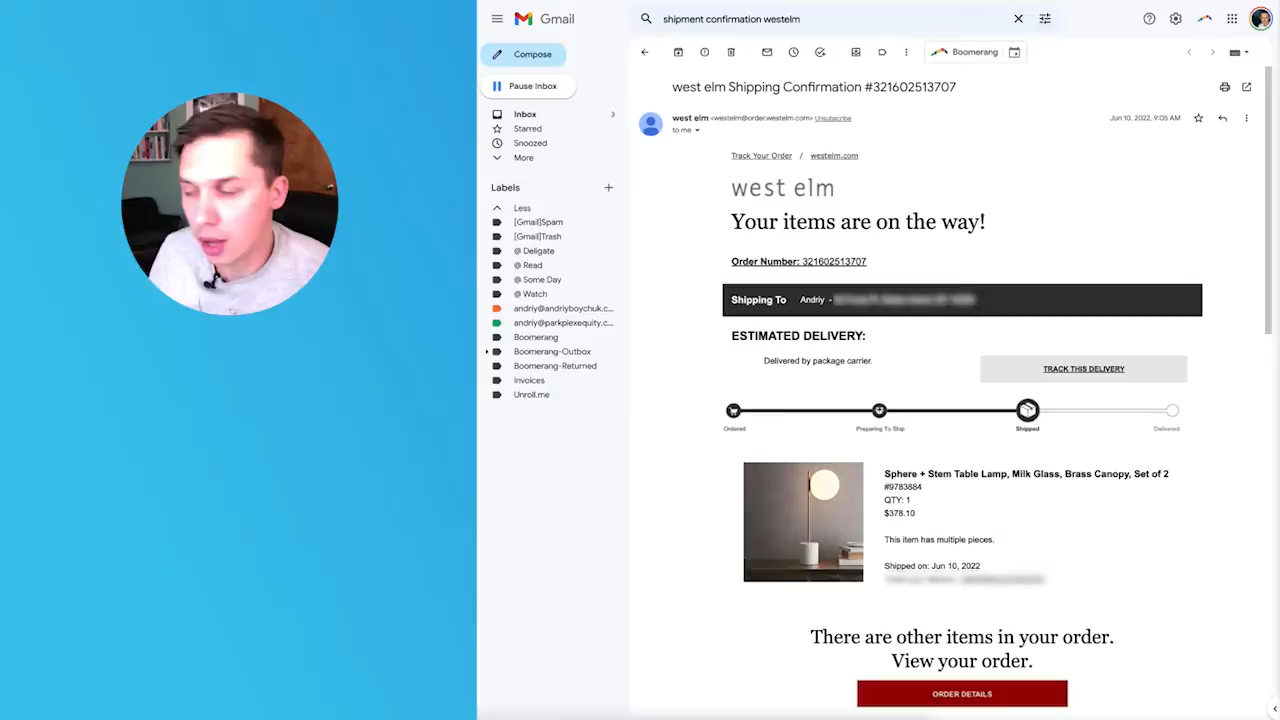 Gmail
shipment confirmation westelm
Compose
Pause Inbox
Boomerang
Inbox 3
Starred
Snoozed
More
Labels
Less
[Gmail]Spam
[Gmail]Trash
@ Deligate
@ Read
@ Some Day
@ Watch
andriy@andriyboychuk.c...
andriy@parkplexequity.c...
Boomerang
Boomerang-Outbox
Boomerang-Returned
Invoices
Unroll.me
west elm Shipping Confirmation #321602513707
west elm <westelm@order.westelm.com> Unsubscribe
Jun 10, 2022, 9:05 AM
to me
Track Your Order / westelm.com
west elm
Your items are on the way!
Order Number: 321602513707
Shipping To Andriy -
ESTIMATED DELIVERY:
Delivered by package carrier.
TRACK THIS DELIVERY
Ordered Preparing To Ship Shipped Delivered
Sphere + Stem Table Lamp, Milk Glass, Brass Canopy, Set of 2
#9783884
QTY: 1
$378.10
This item has multiple pieces.
Shipped on: Jun 10, 2022
There are other items in your order.
View your order.
ORDER DETAILS